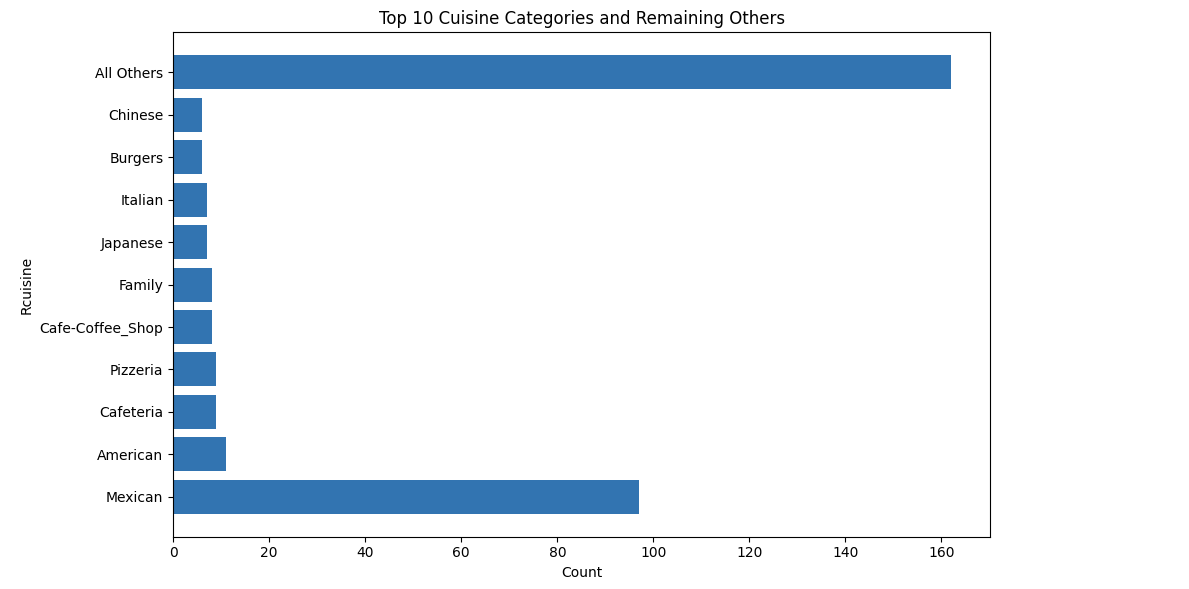 Top 10 Cuisine Categories and Remaining Others
Rcuisine
All Others
Chinese
Burgers
Italian
Japanese
Family
Cafe-Coffee_Shop
Pizzeria
Cafeteria
American
Mexican
0 20 40 60 80 100 120 140 160
Count